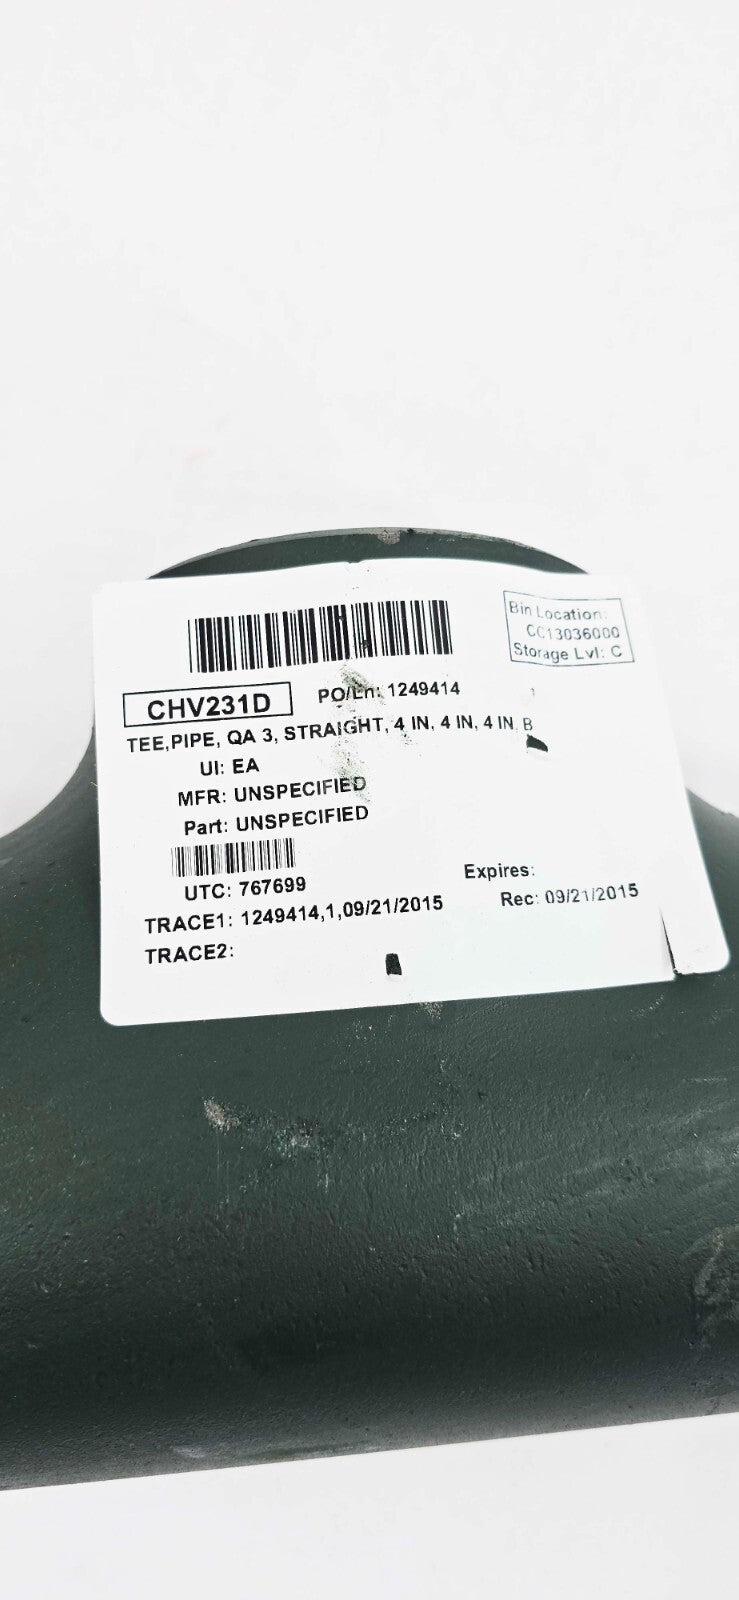 Bin Location:
CC13036000
Storage Lvl: C
CHV231D
PO/Ln: 1249414
TEE,PIPE, QA 3, STRAIGHT, 4 IN, 4 IN, 4 IN, B
UI: EA
MFR: UNSPECIFIED
Part: UNSPECIFIED
UTC: 767699
Expires:
TRACE1: 1249414,1,09/21/2015
Rec: 09/21/2015
TRACE2: